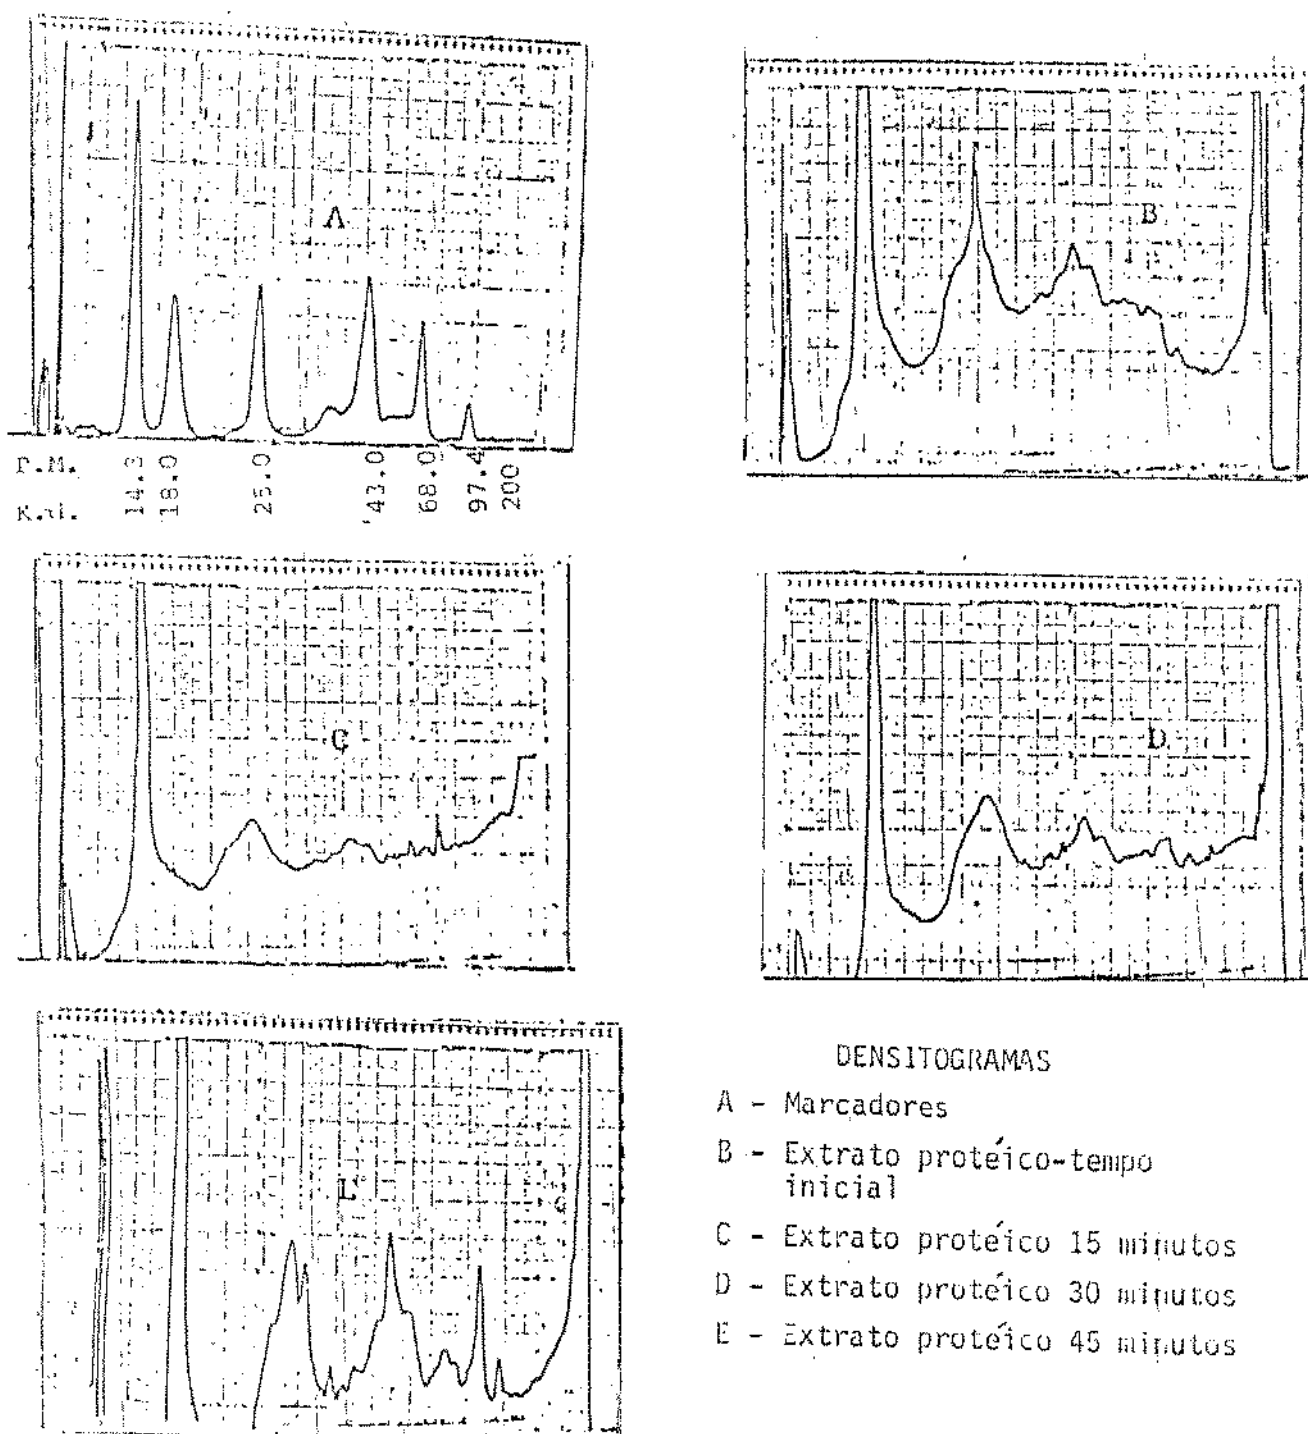 A
B
P.M.
14.3
18.0
25.0
43.0
68.0
97.4
200
C
D
DENSITOGRAMAS
A - Marcadores
B - Extrato protéico-tempo
inicial
C - Extrato protéico 15 minutos
D - Extrato protéico 30 minutos
E - Extrato protéico 45 minutos